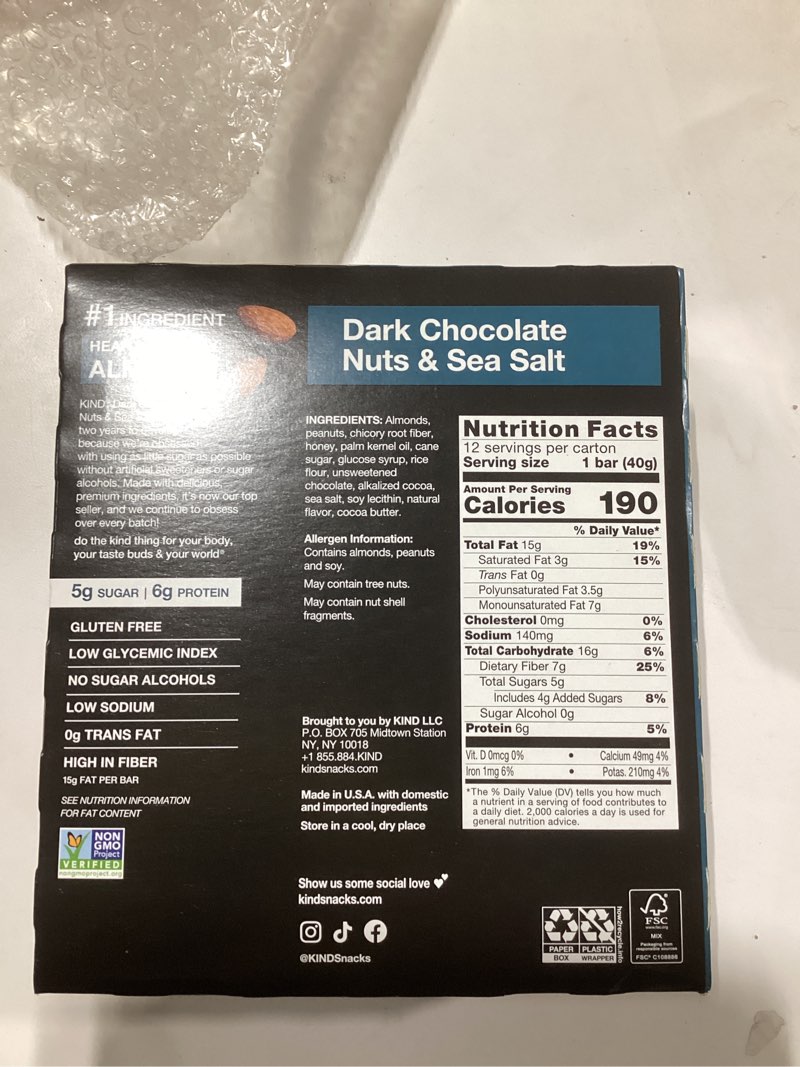 #1 INGREDIENT
KIND
Nuts &
two years to
because we're obsessed
with using as little sugar as possible
without artificial sweeteners or sugar
alcohols. Made with delicious,
premium ingredients, it's now our top
seller, and we continue to obsess
over every batch!
do the kind thing for your body,
your taste buds & your world®
5g SUGAR | 6g PROTEIN
GLUTEN FREE
LOW GLYCEMIC INDEX
NO SUGAR ALCOHOLS
LOW SODIUM
0g TRANS FAT
HIGH IN FIBER
15g FAT PER BAR
SEE NUTRITION INFORMATION
FOR FAT CONTENT
NON
GMO
Project
VERIFIED
nongmoproject.org
Dark Chocolate
Nuts & Sea Salt
INGREDIENTS: Almonds,
peanuts, chicory root fiber,
honey, palm kernel oil, cane
sugar, glucose syrup, rice
flour, unsweetened
chocolate, alkalized cocoa,
sea salt, soy lecithin, natural
flavor, cocoa butter.
Allergen Information:
Contains almonds, peanuts
and soy.
May contain tree nuts.
May contain nut shell
fragments.
Brought to you by KIND LLC
P.O. BOX 705 Midtown Station
NY, NY 10018
+1 855.884.KIND
kindsnacks.com
Made in U.S.A. with domestic
and imported ingredients
Store in a cool, dry place
Show us some social love
kindsnacks.com
@KINDSnacks
Nutrition Facts
12 servings per carton
Serving size 1 bar (40g)
Amount Per Serving
Calories 190
% Daily Value*
Total Fat 15g 19%
Saturated Fat 3g 15%
Trans Fat 0g
Polyunsaturated Fat 3.5g
Monounsaturated Fat 7g
Cholesterol 0mg 0%
Sodium 140mg 6%
Total Carbohydrate 16g 6%
Dietary Fiber 7g 25%
Total Sugars 5g
Includes 4g Added Sugars 8%
Sugar Alcohol 0g
Protein 6g 5%
Vit. D 0mcg 0% • Calcium 49mg 4%
Iron 1mg 6% • Potas. 210mg 4%
*The % Daily Value (DV) tells you how much
a nutrient in a serving of food contributes to
a daily diet. 2,000 calories a day is used for
general nutrition advice.
PAPER
BOX
PLASTIC
WRAPPER
how2recycle.info
FSC
www.fsc.org
MIX
Packaging from
responsible sources